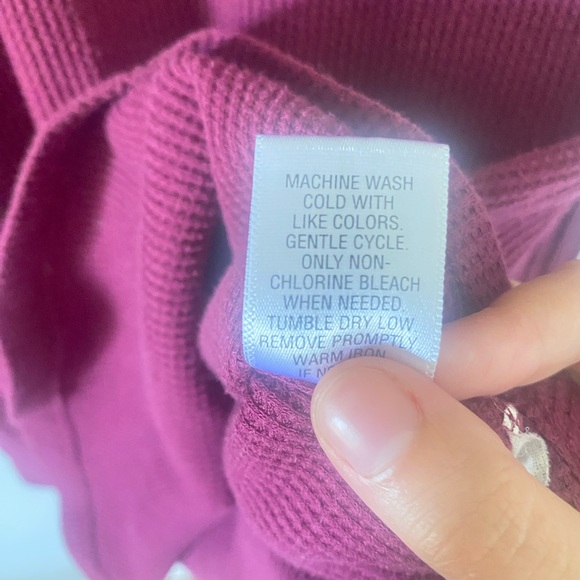 MACHINE WASH
COLD WITH
LIKE COLORS.
GENTLE CYCLE.
ONLY NON-
CHLORINE BLEACH
WHEN NEEDED.
TUMBLE DRY LOW
REMOVE PROMPTLY
WARM IRON
IF